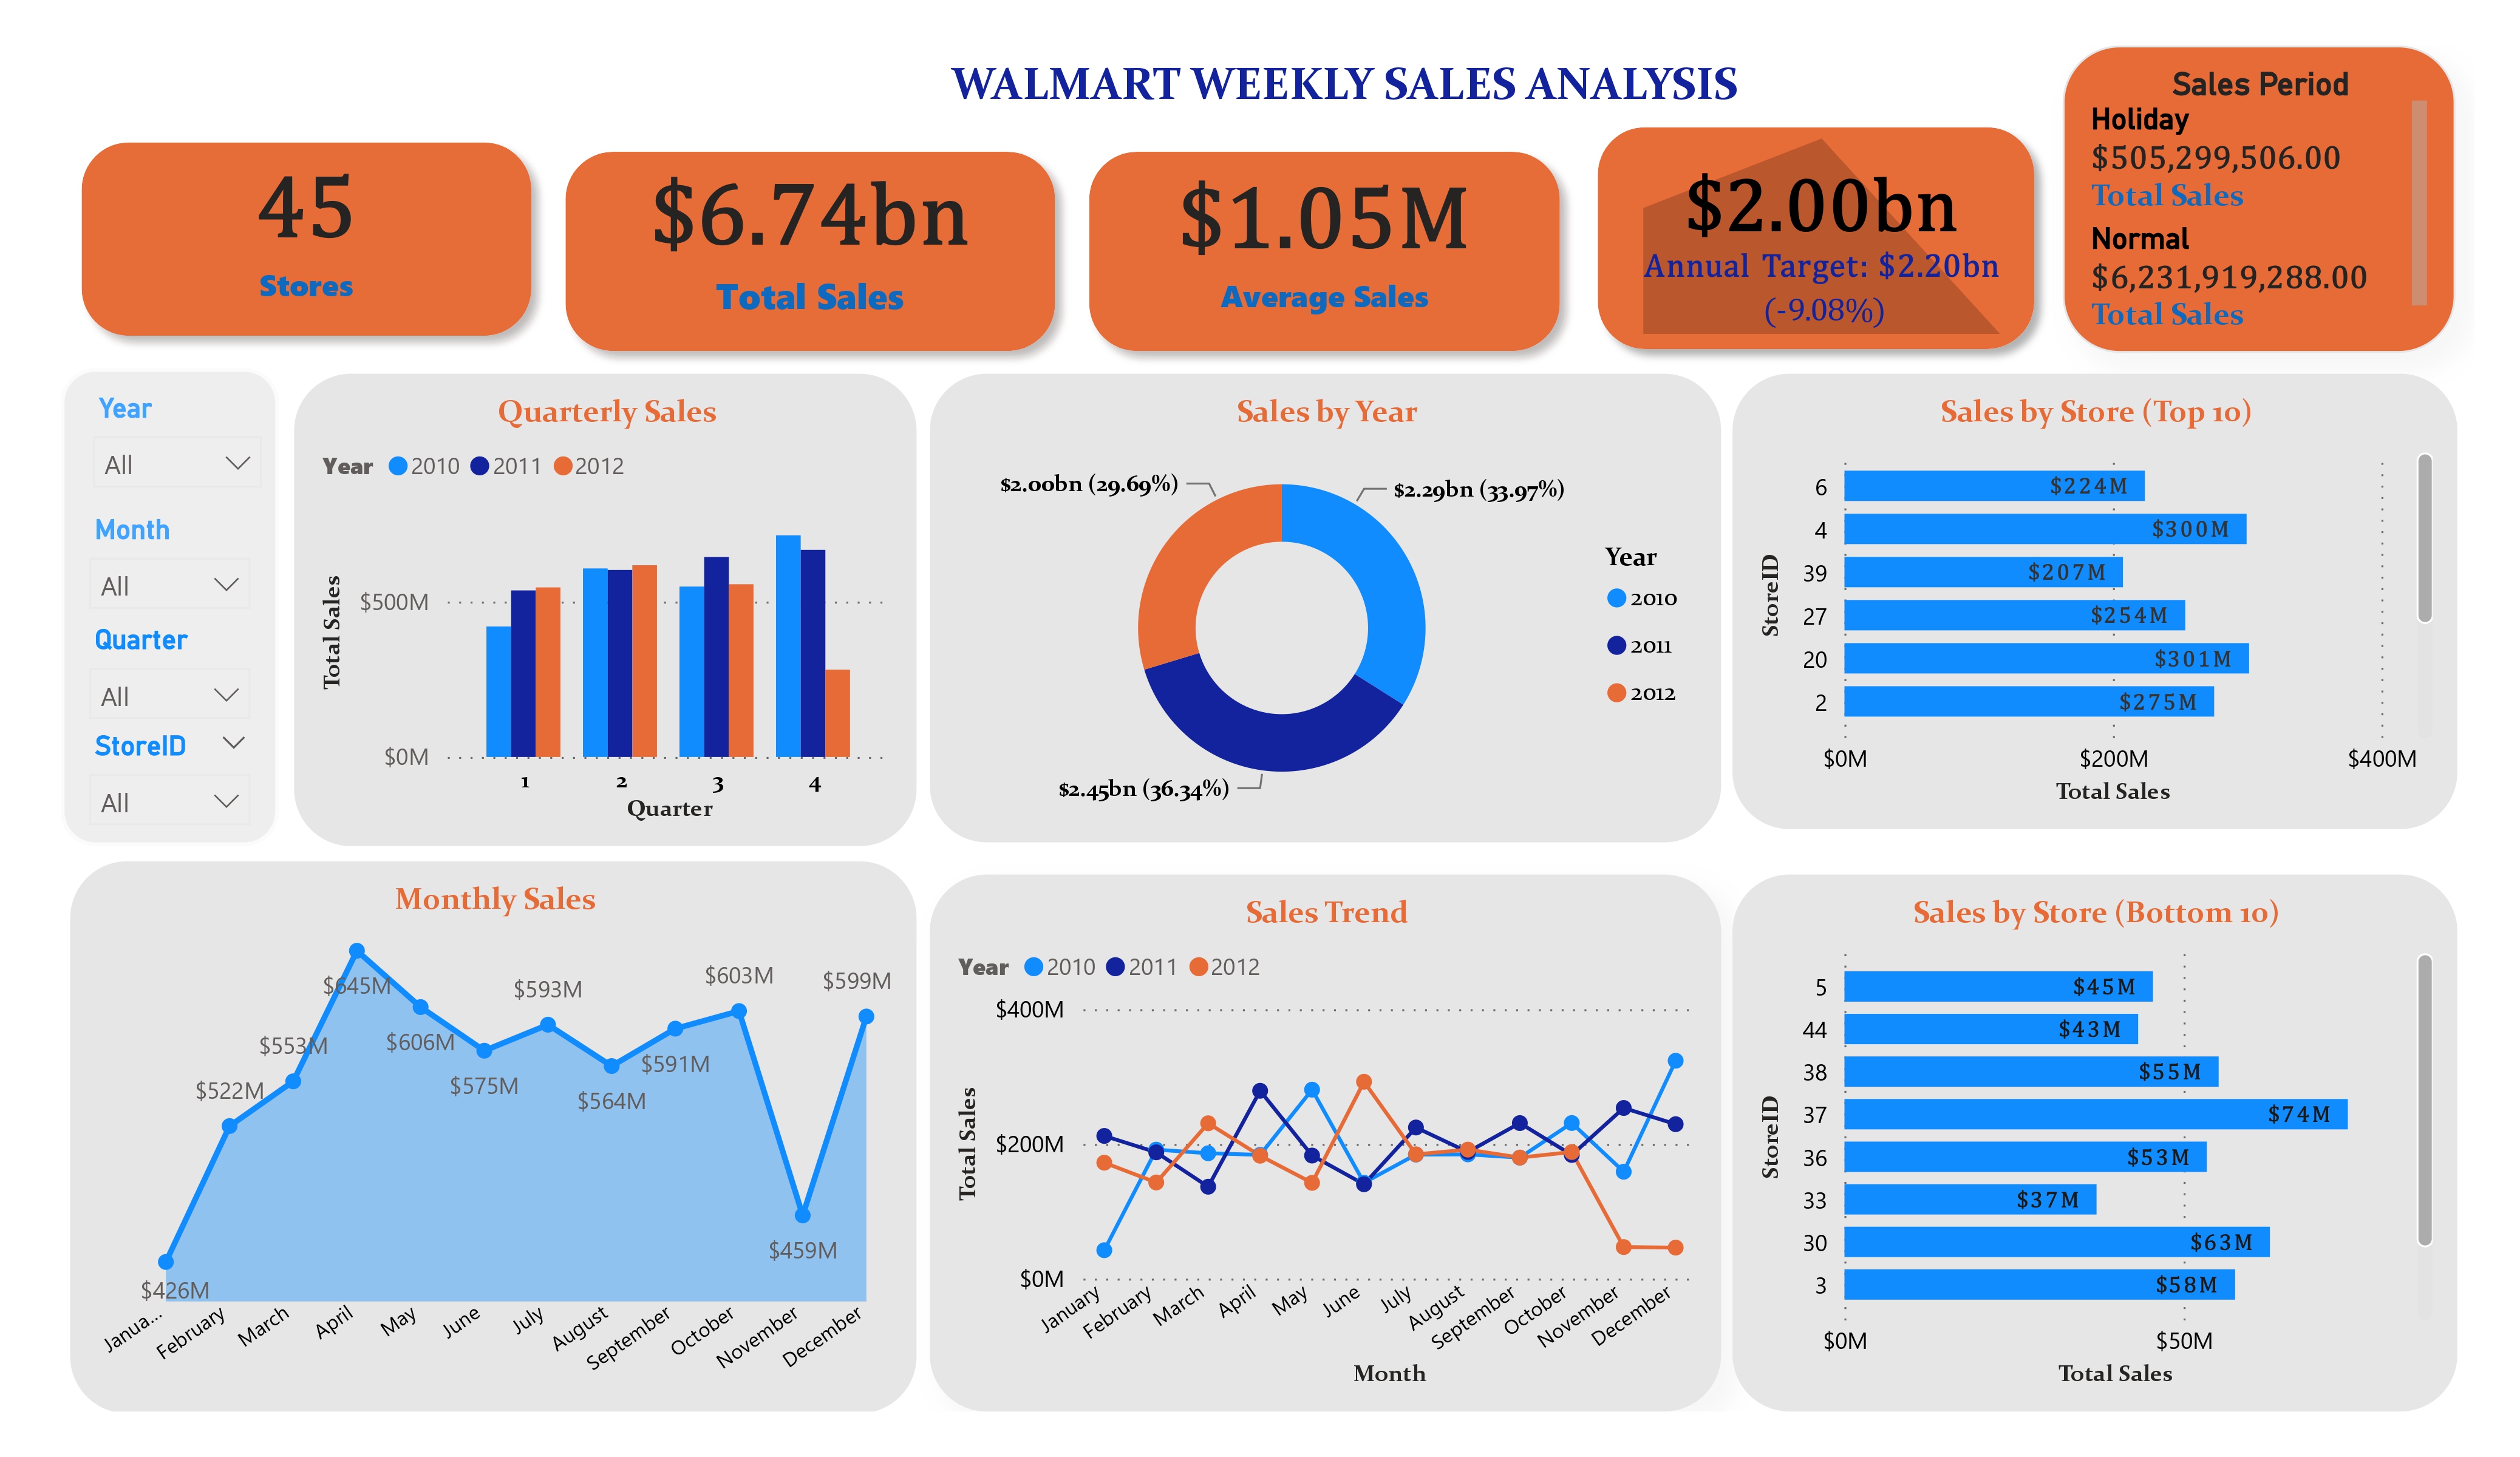 WALMART WEEKLY SALES ANALYSIS
45
Stores
$6.74bn
Total Sales
$1.05M
Average Sales
$2.00bn
Annual Target: $2.20bn
(-9.08%)
Sales Period
Holiday
$505,299,506.00
Total Sales
Normal
$6,231,919,288.00
Total Sales
Year
All
Month
All
Quarter
All
StoreID
All
Quarterly Sales
Year 2010 2011 2012
Total Sales
$500M
$0M
1 2 3 4
Quarter
Sales by Year
$2.00bn (29.69%)
$2.29bn (33.97%)
$2.45bn (36.34%)
Year
2010
2011
2012
Sales by Store (Top 10)
StoreID
6 $224M
4 $300M
39 $207M
27 $254M
20 $301M
2 $275M
$0M $200M $400M
Total Sales
Monthly Sales
$426M
$522M
$553M
$645M
$606M
$575M
$593M
$564M
$591M
$603M
$459M
$599M
Janua... February March April May June July August September October November December
Sales Trend
Year 2010 2011 2012
Total Sales
$400M
$200M
$0M
January February March April May June July August September October November December
Month
Sales by Store (Bottom 10)
StoreID
5 $45M
44 $43M
38 $55M
37 $74M
36 $53M
33 $37M
30 $63M
3 $58M
$0M $50M
Total Sales